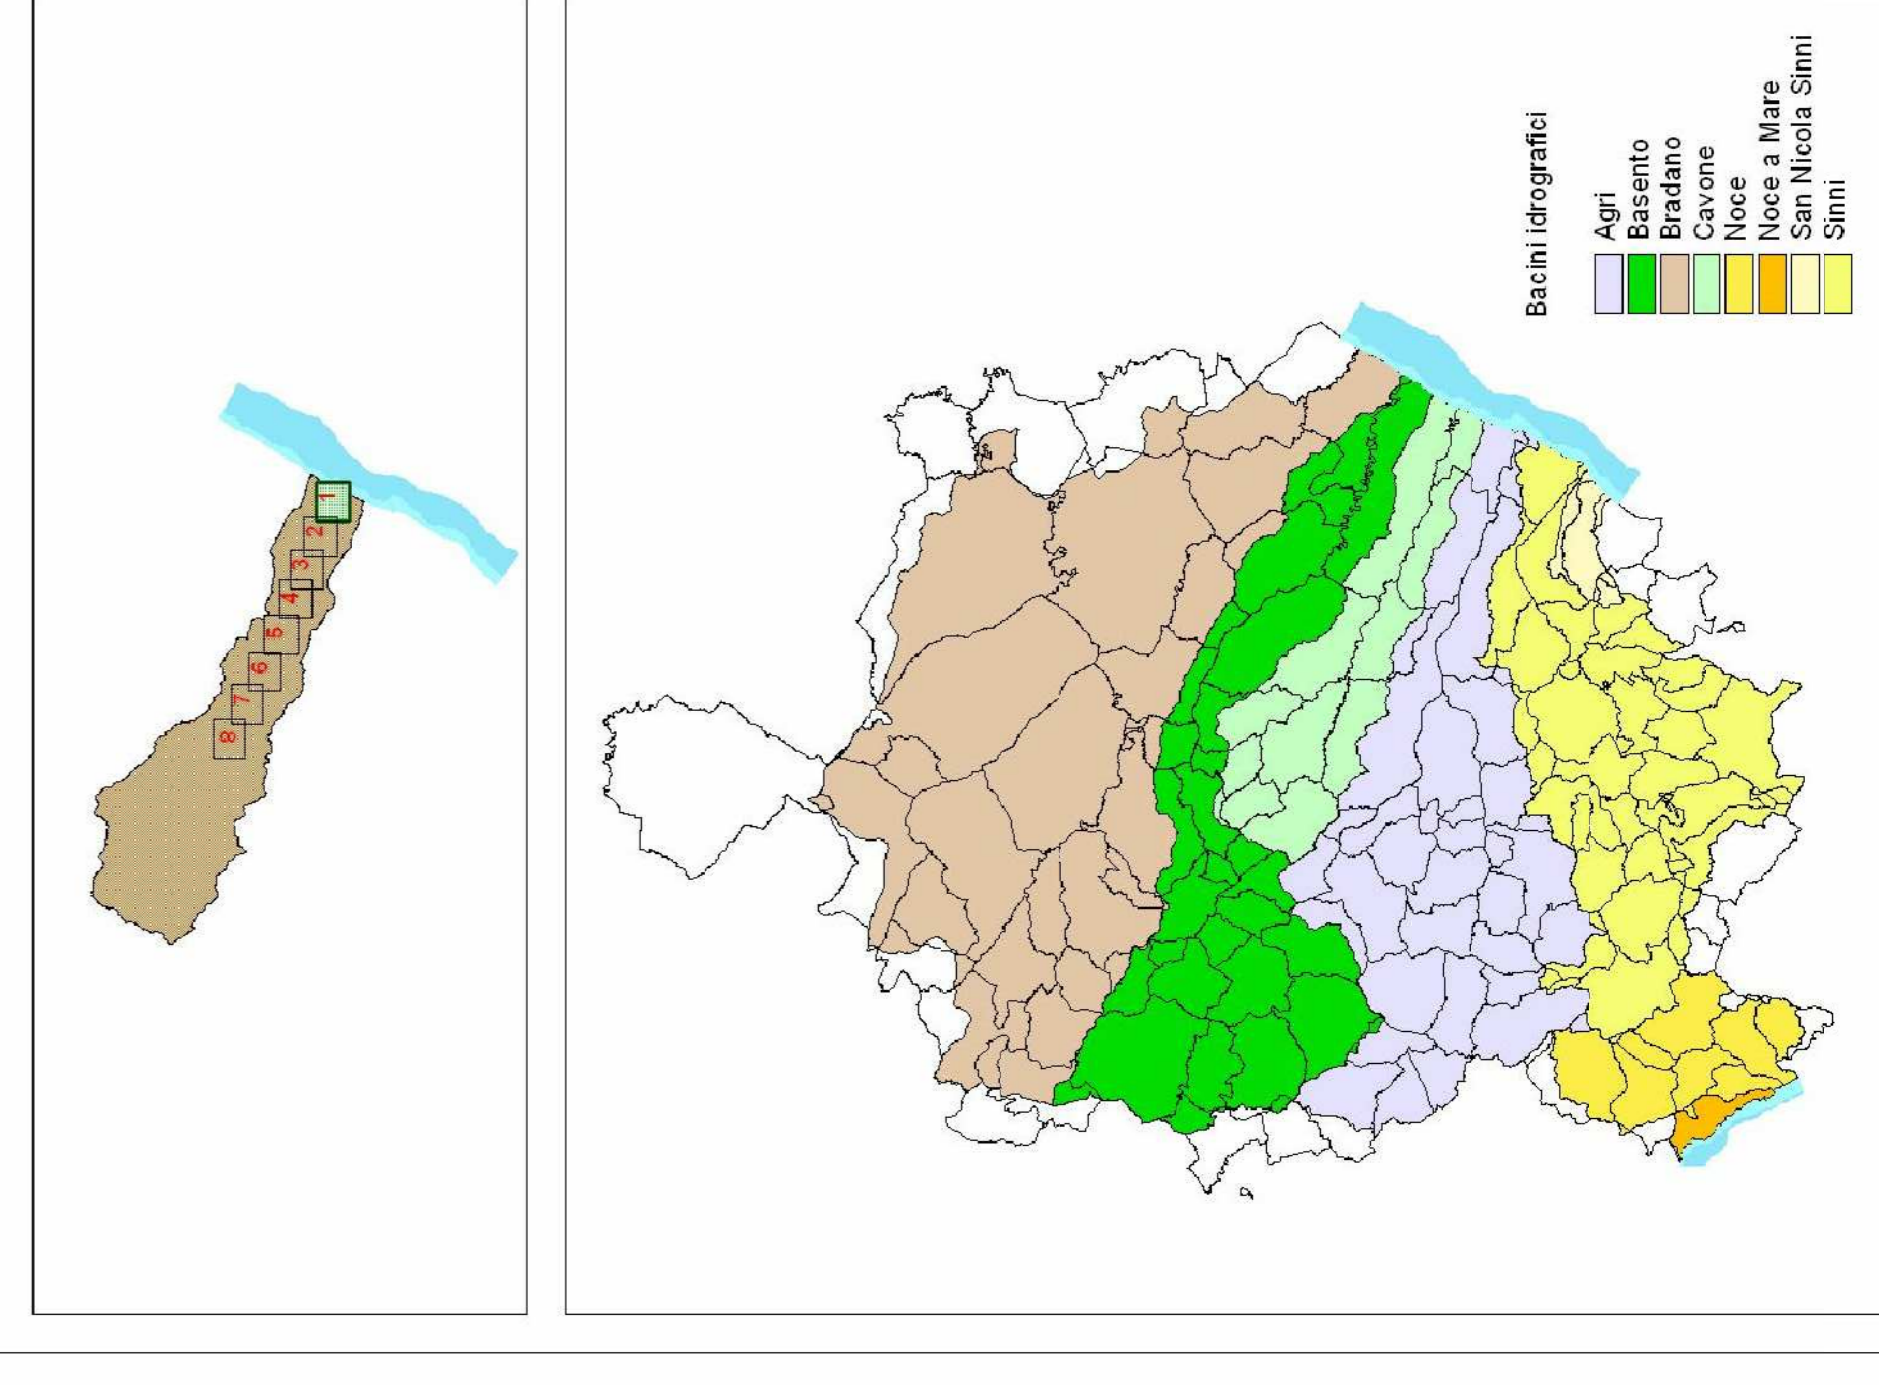 1
2
3
4
5
6
7
8
Bacini idrografici
Agri
Basento
Bradano
Cavone
Noce
Noce a Mare
San Nicola Sinni
Sinni